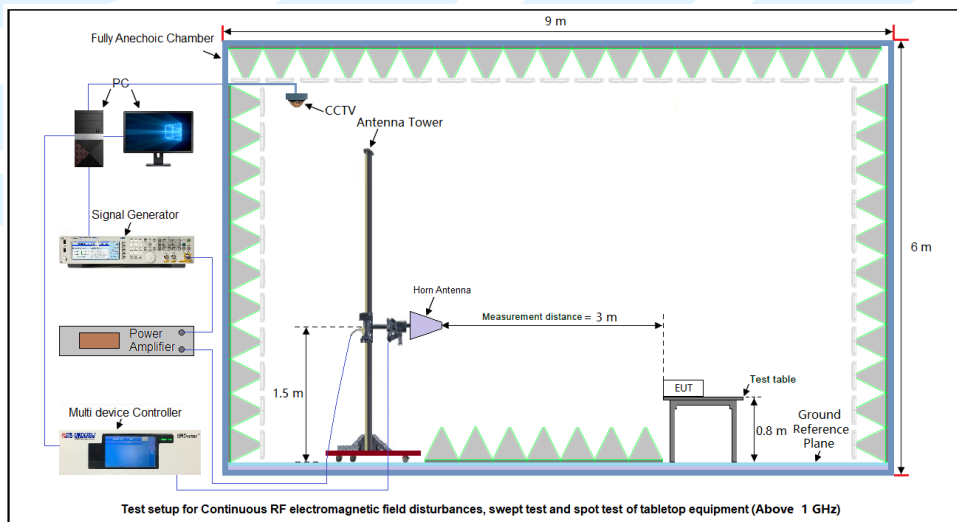 9 m
Fully Anechoic Chamber
PC
CCTV
Antenna Tower
Signal Generator
6 m
Horn Antenna
Measurement distance = 3 m
Power
Amplifier
1.5 m
EUT
Test table
Multi device Controller
0.8 m
Ground
Reference
Plane
Test setup for Continuous RF electromagnetic field disturbances, swept test and spot test of tabletop equipment (Above 1 GHz)